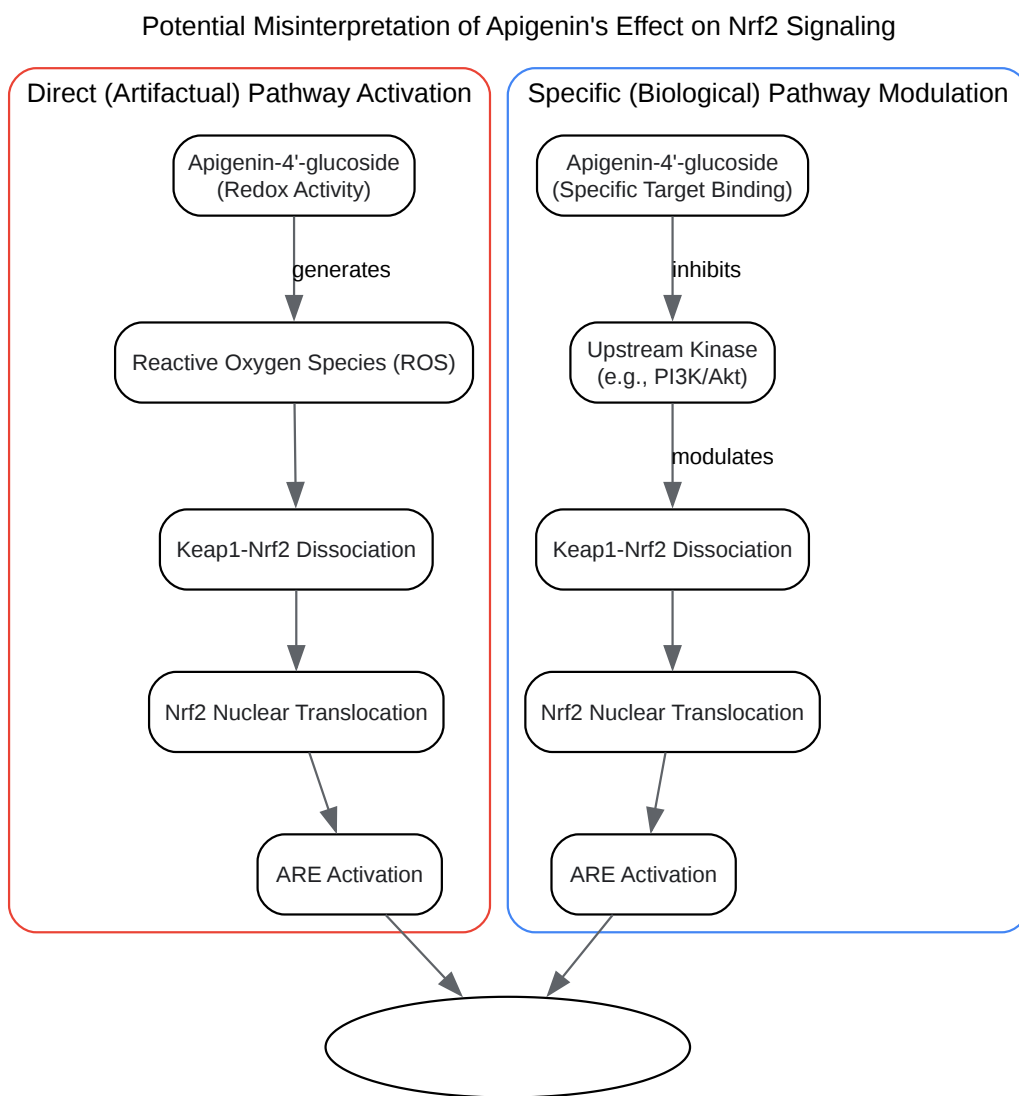 Potential Misinterpretation of Apigenin's Effect on Nrf2 Signaling
Direct (Artifactual) Pathway Activation
Apigenin-4'-glucoside
(Redox Activity)
generates
Reactive Oxygen Species (ROS)
Keap1-Nrf2 Dissociation
Nrf2 Nuclear Translocation
ARE Activation
Specific (Biological) Pathway Modulation
Apigenin-4'-glucoside
(Specific Target Binding)
inhibits
Upstream Kinase
(e.g., PI3K/Akt)
modulates
Keap1-Nrf2 Dissociation
Nrf2 Nuclear Translocation
ARE Activation